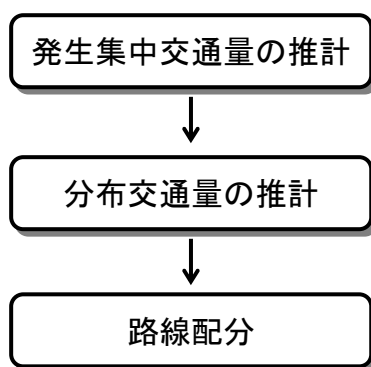 発生集中交通量の推計
分布交通量の推計
路線配分